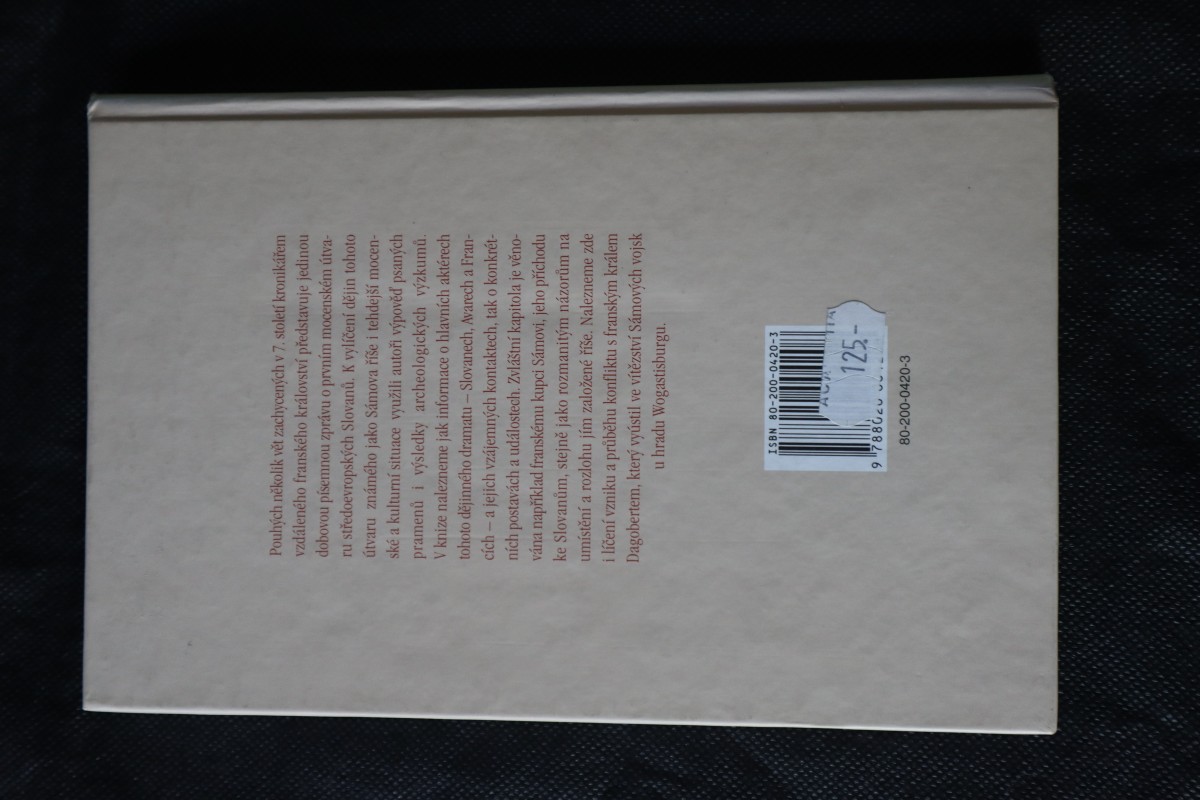 Pouhých několik vět zachycených v 7. století kronikářem
vzdáleného franského království představuje jedinou
dobovou písemnou zprávu o prvním mocenském útva-
ru středoevropských Slovanů. K vylíčení dějin tohoto
útvaru známého jako Sámova říše i tehdejší mocen-
ské a kulturní situace využili autoři výpověď psaných
pramenů i výsledky archeologických výzkumů.
V knize nalezneme jak informace o hlavních aktérech
tohoto dějinného dramatu – Slovanech, Avarech a Fran-
cích – a jejich vzájemných kontaktech, tak o konkrét-
ních postavách a událostech. Zvláštní kapitola je věno-
vána například franskému kupci Sámovi, jeho příchodu
ke Slovanům, stejně jako rozmanitým názorům na
umístění a rozlohu jím založené říše. Nalezneme zde
i líčení vzniku a průběhu konfliktu s franským králem
Dagobertem, který vyústil ve vítězství Sámových vojsk
u hradu Wogastisburgu.
ISBN 80-200-0420-3
125.-
9 788020 004
80-200-0420-3